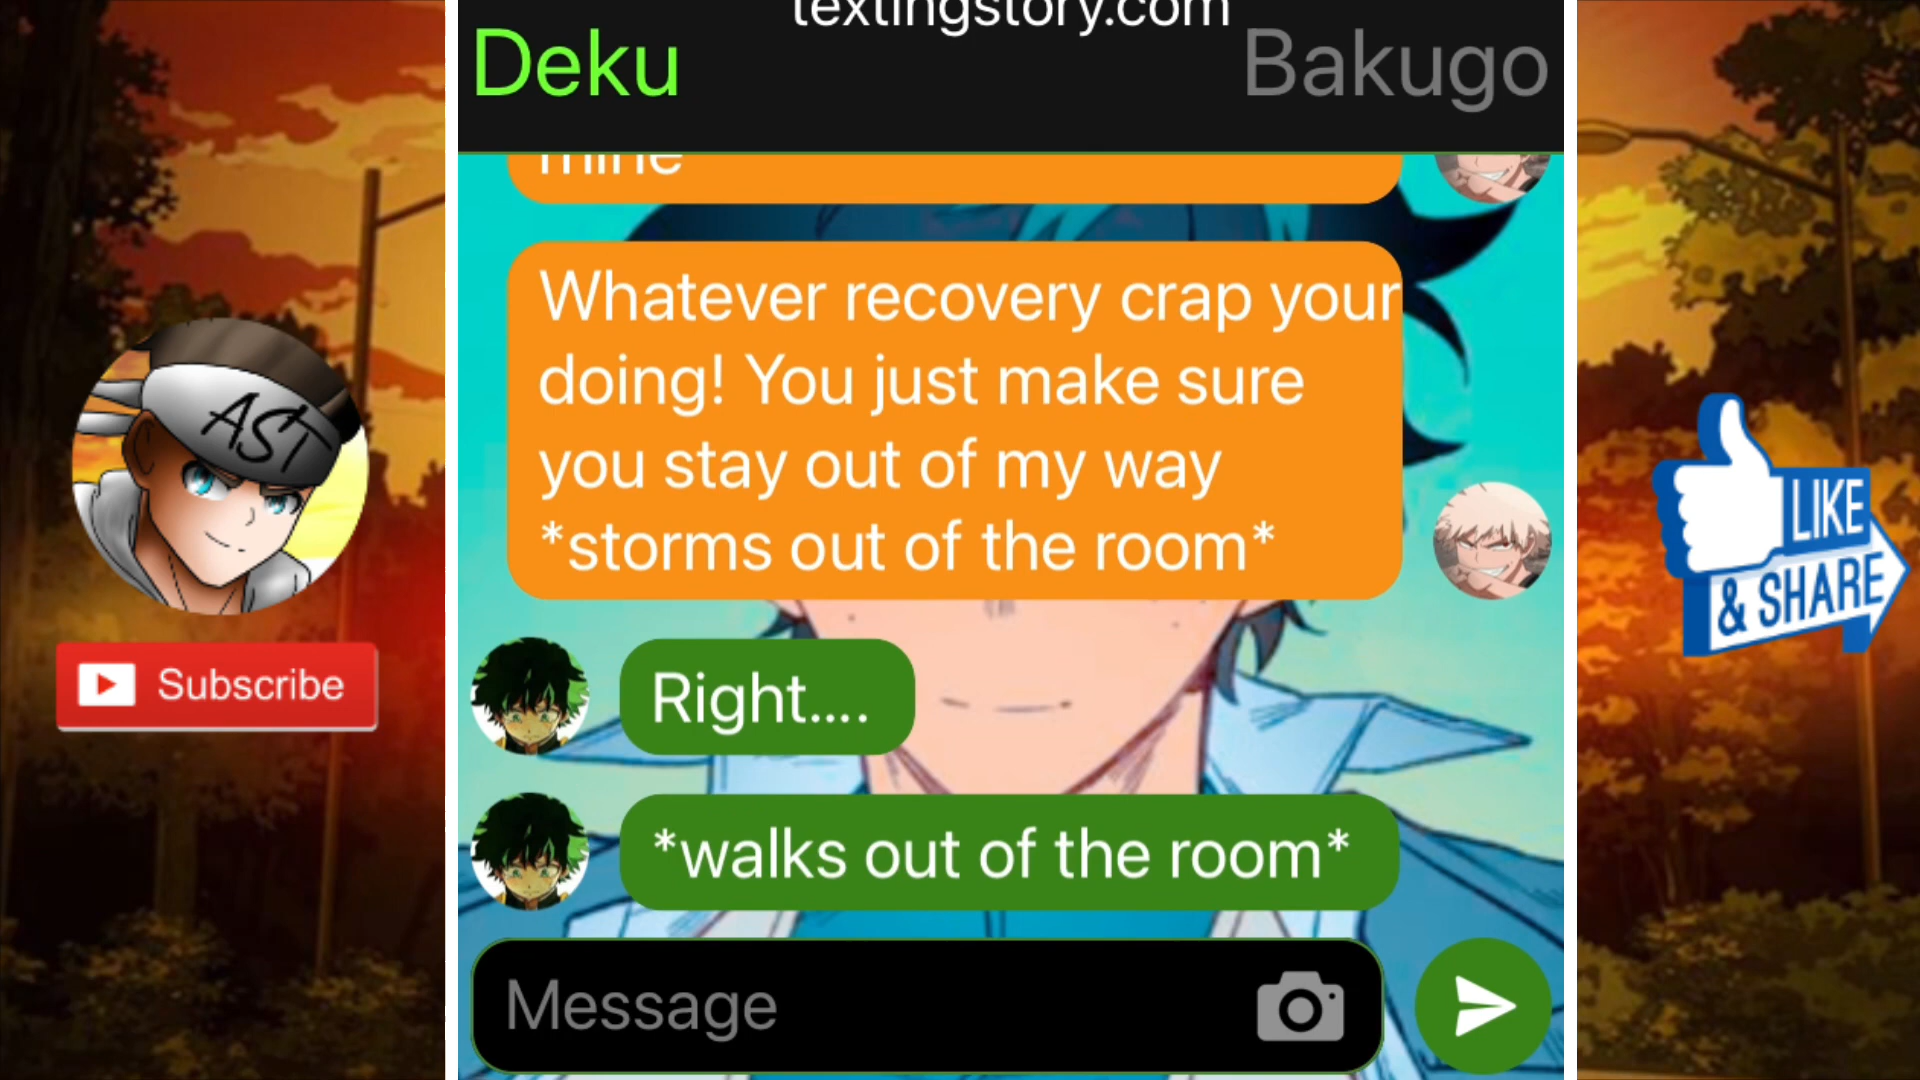 textingstory.com
Deku
Bakugo
mine
Whatever recovery crap your
doing! You just make sure
you stay out of my way
*storms out of the room*
Right....
*walks out of the room*
Message
AST
Subscribe
LIKE
& SHARE